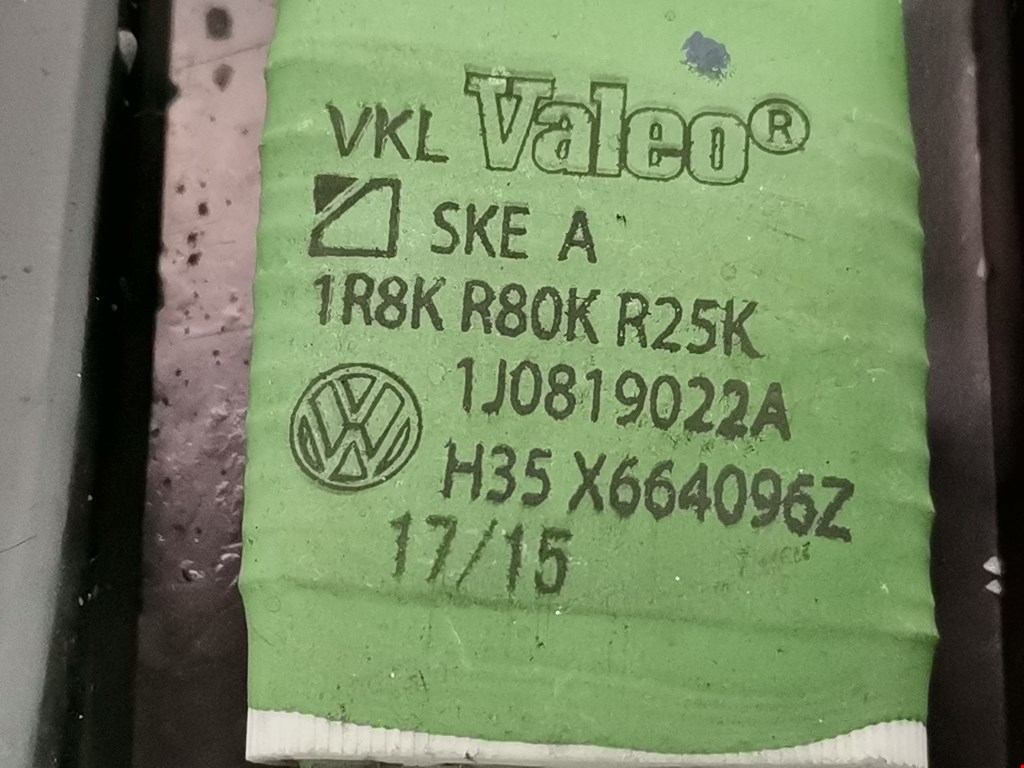 VKL Valeo®
SKE A
1R8K R80K R25K
1J0819022A
H35 X664096Z
17/15